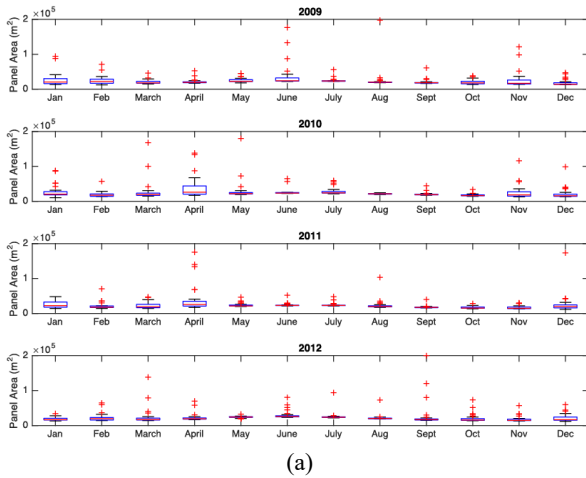 2009
×10⁵
Panel Area (m²)
2
1
0
Jan Feb March April May June July Aug Sept Oct Nov Dec
2010
×10⁵
Panel Area (m²)
2
1
0
Jan Feb March April May June July Aug Sept Oct Nov Dec
2011
×10⁵
Panel Area (m²)
2
1
0
Jan Feb March April May June July Aug Sept Oct Nov Dec
2012
×10⁵
Panel Area (m²)
2
1
0
Jan Feb March April May June July Aug Sept Oct Nov Dec
(a)